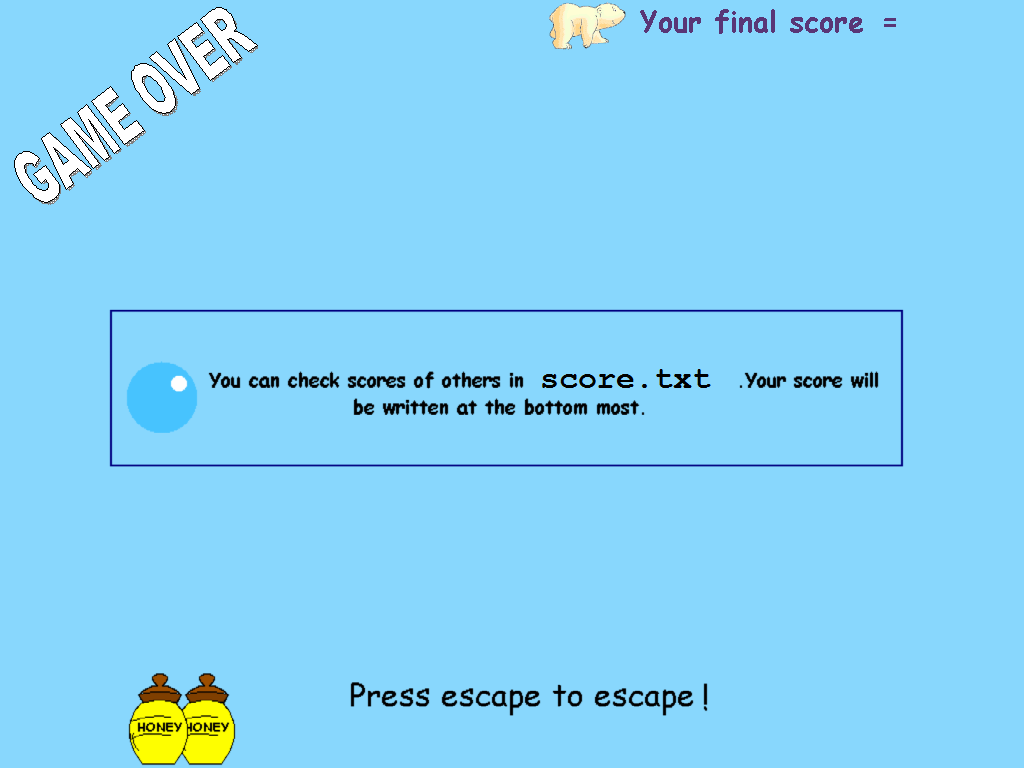 GAME OVER
Your final score =
You can check scores of others in score.txt .Your score will
be written at the bottom most.
Press escape to escape!
HONEY HONEY